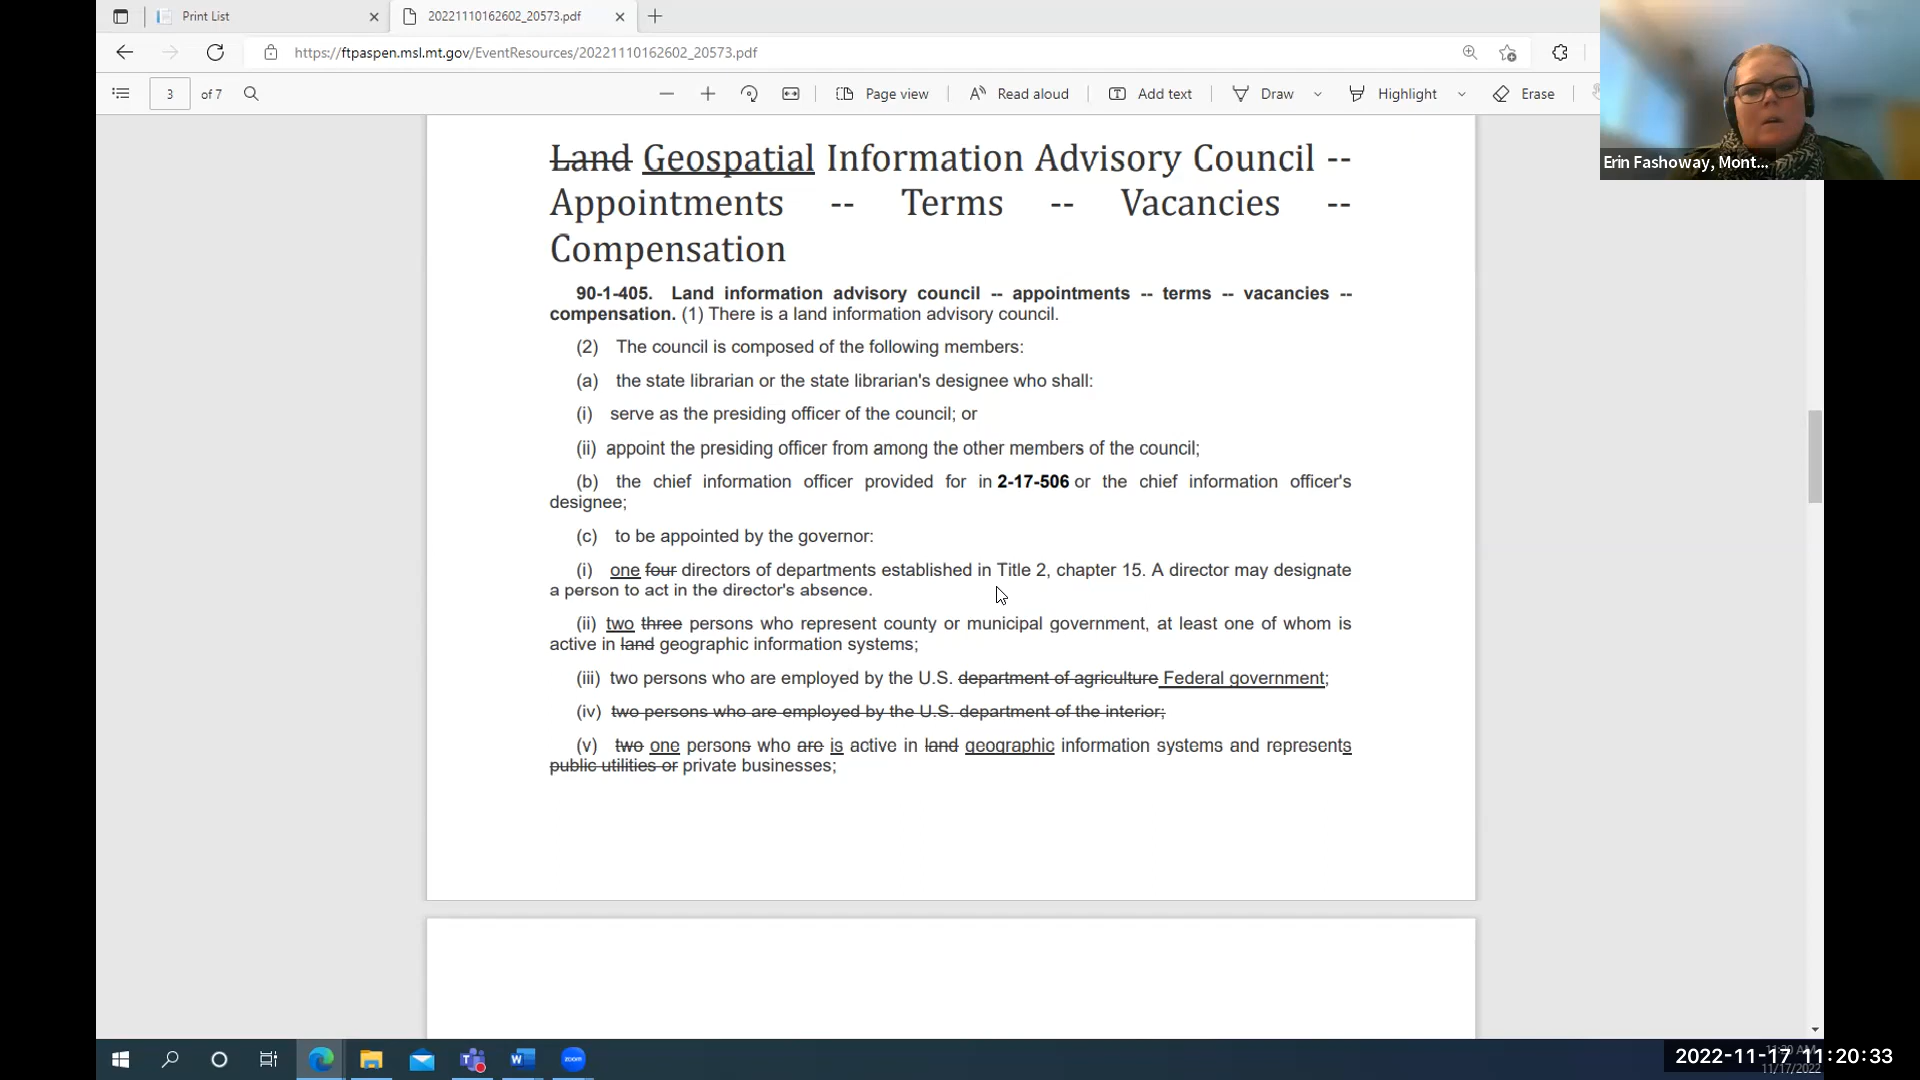 Print List
20221110162602_20573.pdf
https://ftpaspen.msl.mt.gov/EventResources/20221110162602_20573.pdf
3 of 7
Page view
Read aloud
Add text
Draw
Highlight
Erase
Erin Fashoway, Mont...
Land Geospatial Information Advisory Council --
Appointments -- Terms -- Vacancies --
Compensation
90-1-405. Land information advisory council -- appointments -- terms -- vacancies --
compensation. (1) There is a land information advisory council.
(2) The council is composed of the following members:
(a) the state librarian or the state librarian's designee who shall:
(i) serve as the presiding officer of the council; or
(ii) appoint the presiding officer from among the other members of the council;
(b) the chief information officer provided for in 2-17-506 or the chief information officer's
designee;
(c) to be appointed by the governor:
(i) one four directors of departments established in Title 2, chapter 15. A director may designate
a person to act in the director's absence.
(ii) two three persons who represent county or municipal government, at least one of whom is
active in land geographic information systems;
(iii) two persons who are employed by the U.S. department of agriculture Federal government;
(iv) two persons who are employed by the U.S. department of the interior;
(v) two one persons who are is active in land geographic information systems and represents
public utilities or private businesses;
zoom
2022-11-17 11:20:33
11/17/2022